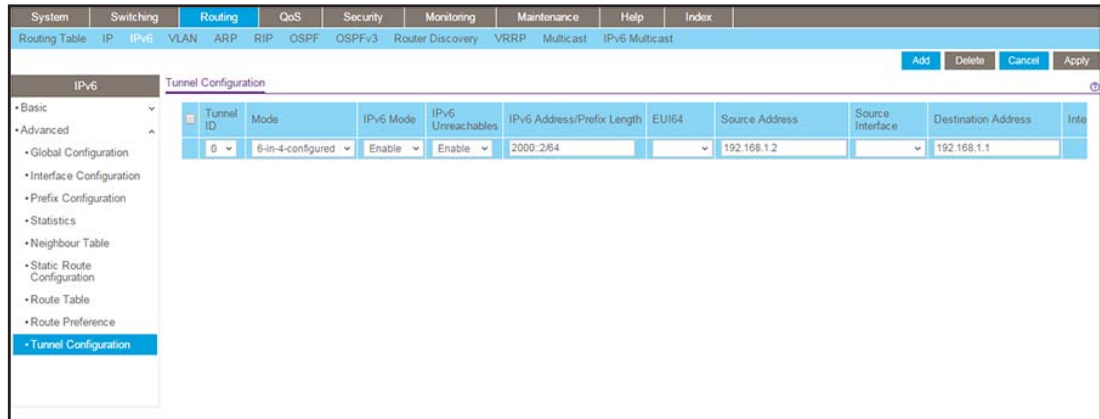 System Switching Routing QoS Security Monitoring Maintenance Help Index
Routing Table IP IPv6 VLAN ARP RIP OSPF OSPFv3 Router Discovery VRRP Multicast IPv6 Multicast
Add Delete Cancel Apply
IPv6
•Basic
•Advanced
•Global Configuration
•Interface Configuration
•Prefix Configuration
•Statistics
•Neighbour Table
•Static Route
Configuration
•Route Table
•Route Preference
•Tunnel Configuration
Tunnel Configuration
Tunnel
ID
Mode
IPv6 Mode
IPv6
Unreachables
IPv6 Address/Prefix Length
EUI64
Source Address
Source
Interface
Destination Address
Inte
0 6-in-4-configured Enable Enable 2000::2/64 192.168.1.2 192.168.1.1